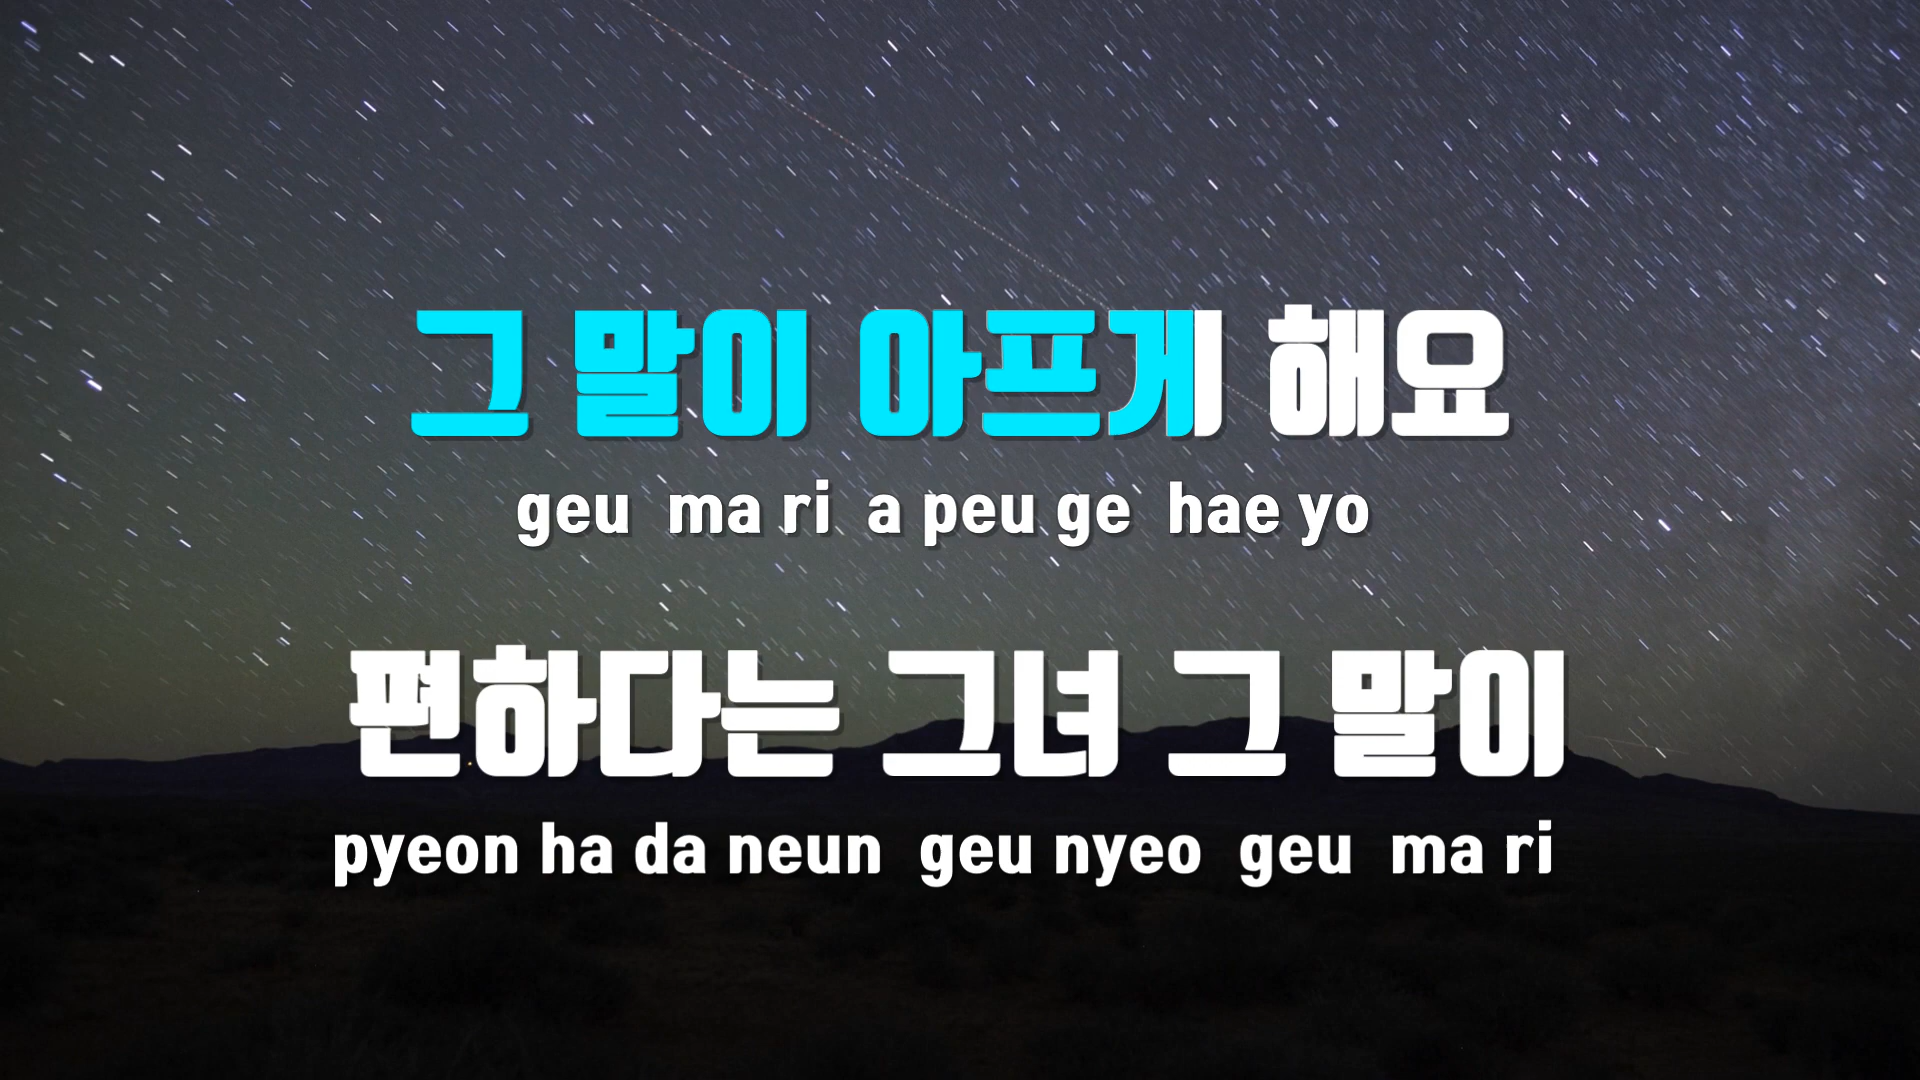 그 말이 아프게 해요
geu ma ri a peu ge hae yo
편하다는 그녀 그 말이
pyeon ha da neun geu nyeo geu ma ri